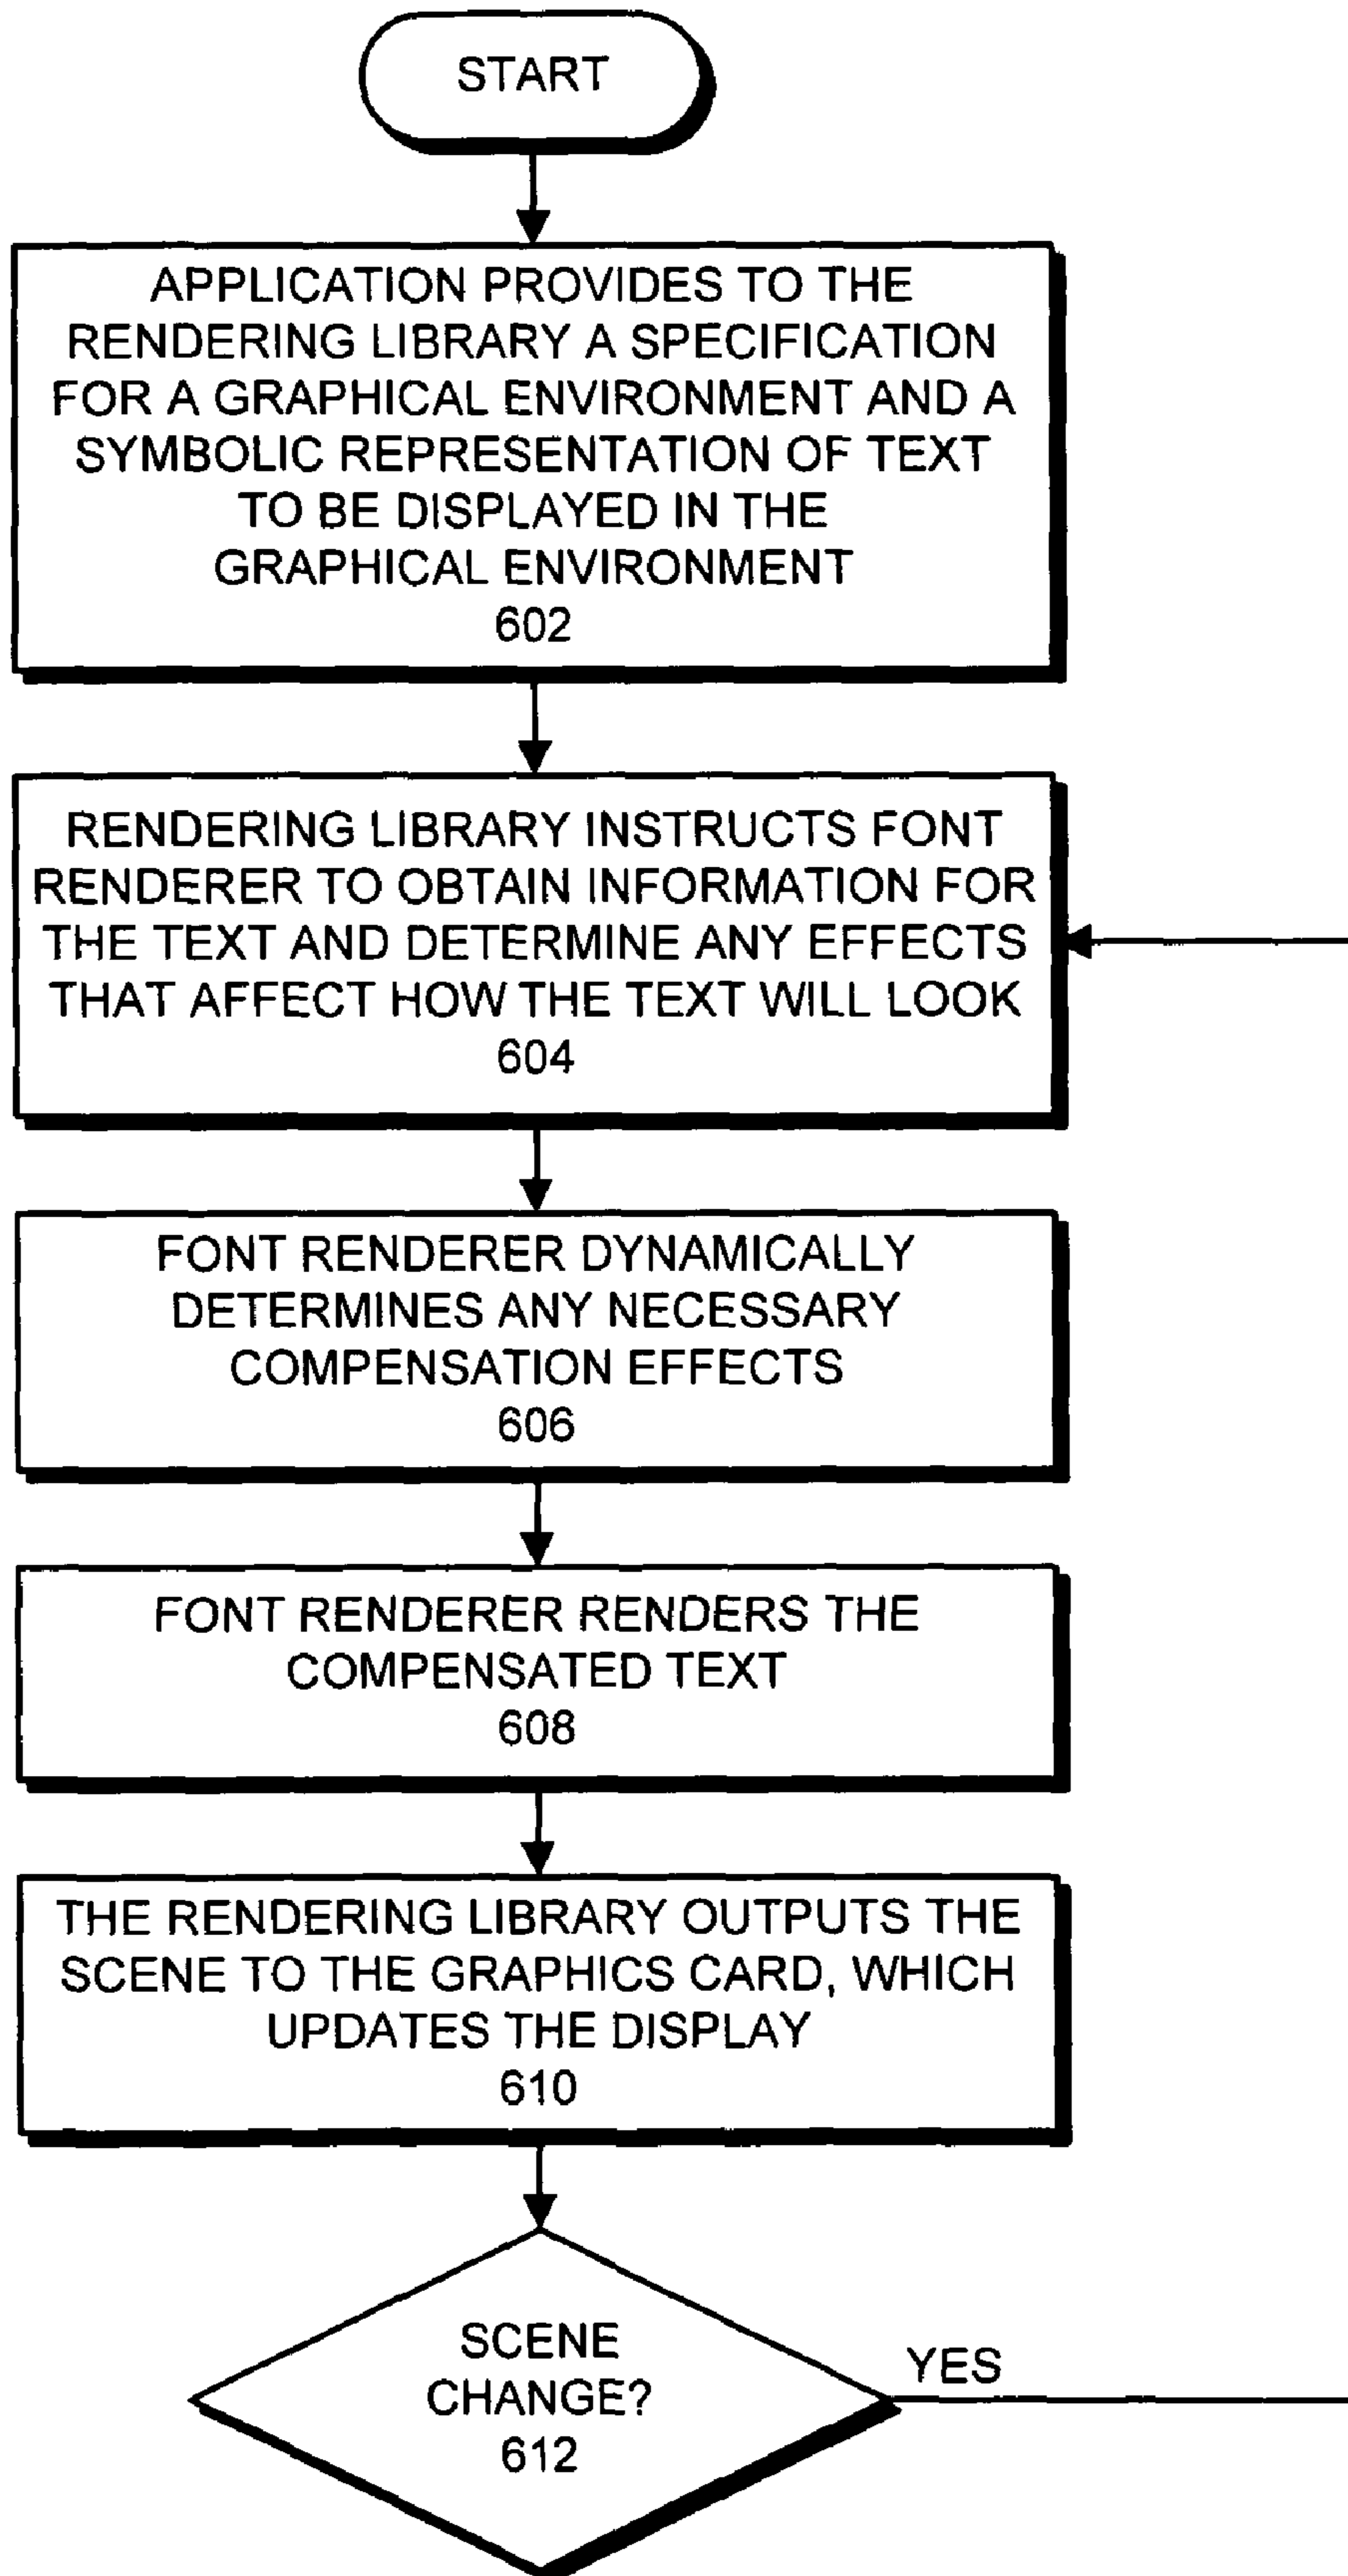 START
APPLICATION PROVIDES TO THE
RENDERING LIBRARY A SPECIFICATION
FOR A GRAPHICAL ENVIRONMENT AND A
SYMBOLIC REPRESENTATION OF TEXT
TO BE DISPLAYED IN THE
GRAPHICAL ENVIRONMENT
602
RENDERING LIBRARY INSTRUCTS FONT
RENDERER TO OBTAIN INFORMATION FOR
THE TEXT AND DETERMINE ANY EFFECTS
THAT AFFECT HOW THE TEXT WILL LOOK
604
FONT RENDERER DYNAMICALLY
DETERMINES ANY NECESSARY
COMPENSATION EFFECTS
606
FONT RENDERER RENDERS THE
COMPENSATED TEXT
608
THE RENDERING LIBRARY OUTPUTS THE
SCENE TO THE GRAPHICS CARD, WHICH
UPDATES THE DISPLAY
610
SCENE
CHANGE?
612
YES